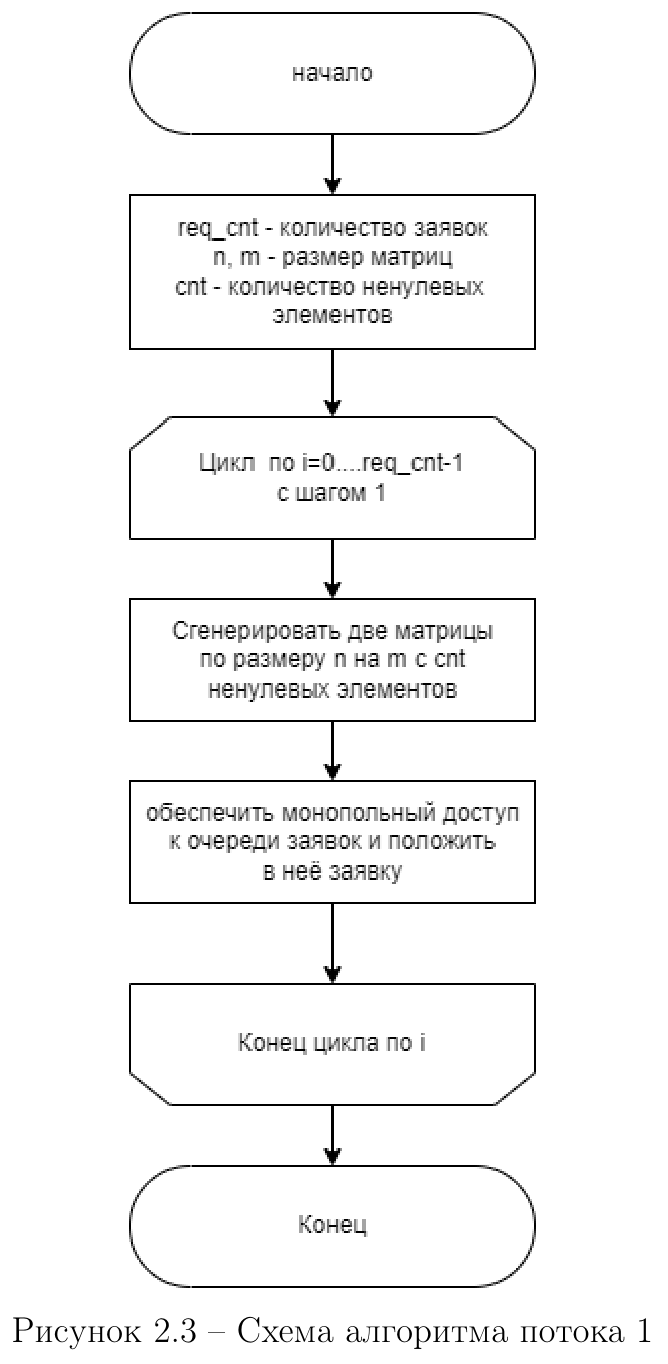 начало
req_cnt - количество заявок
n, m - размер матриц
cnt - количество ненулевых
элементов
Цикл по i=0....req_cnt-1
с шагом 1
Сгенерировать две матрицы
по размеру n на m с cnt
ненулевых элементов
обеспечить монопольный доступ
к очереди заявок и положить
в неё заявку
Конец цикла по i
Конец
Рисунок 2.3 – Схема алгоритма потока 1